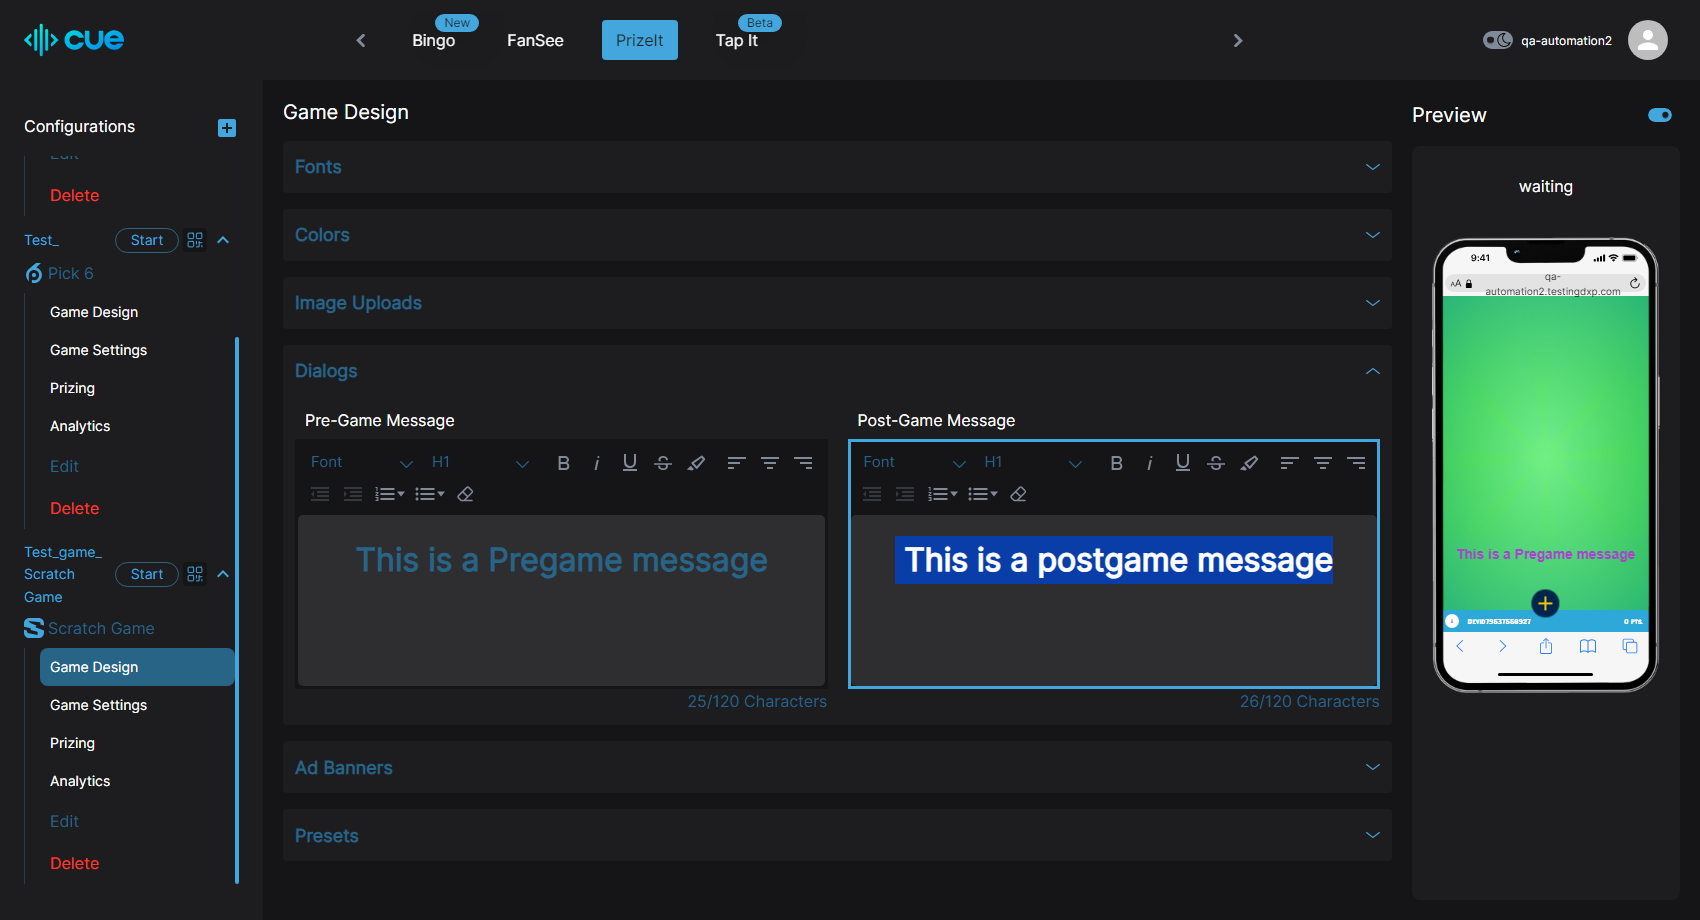 cue
New
Bingo
FanSee
PrizeIt
Beta
Tap It
qa-automation2
Configurations
Edit
Delete
Test_
Start
Pick 6
Game Design
Game Settings
Prizing
Analytics
Edit
Delete
Test_game_
Scratch
Game
Start
Scratch Game
Game Design
Game Settings
Prizing
Analytics
Edit
Delete
Game Design
Fonts
Colors
Image Uploads
Dialogs
Pre-Game Message
Font
H1
B i U S
This is a Pregame message
25/120 Characters
Post-Game Message
Font
H1
B i U S
This is a postgame message
26/120 Characters
Ad Banners
Presets
Preview
waiting
9:41
AA
qa-
automation2.testingdxp.com
This is a Pregame message
0 PTS.